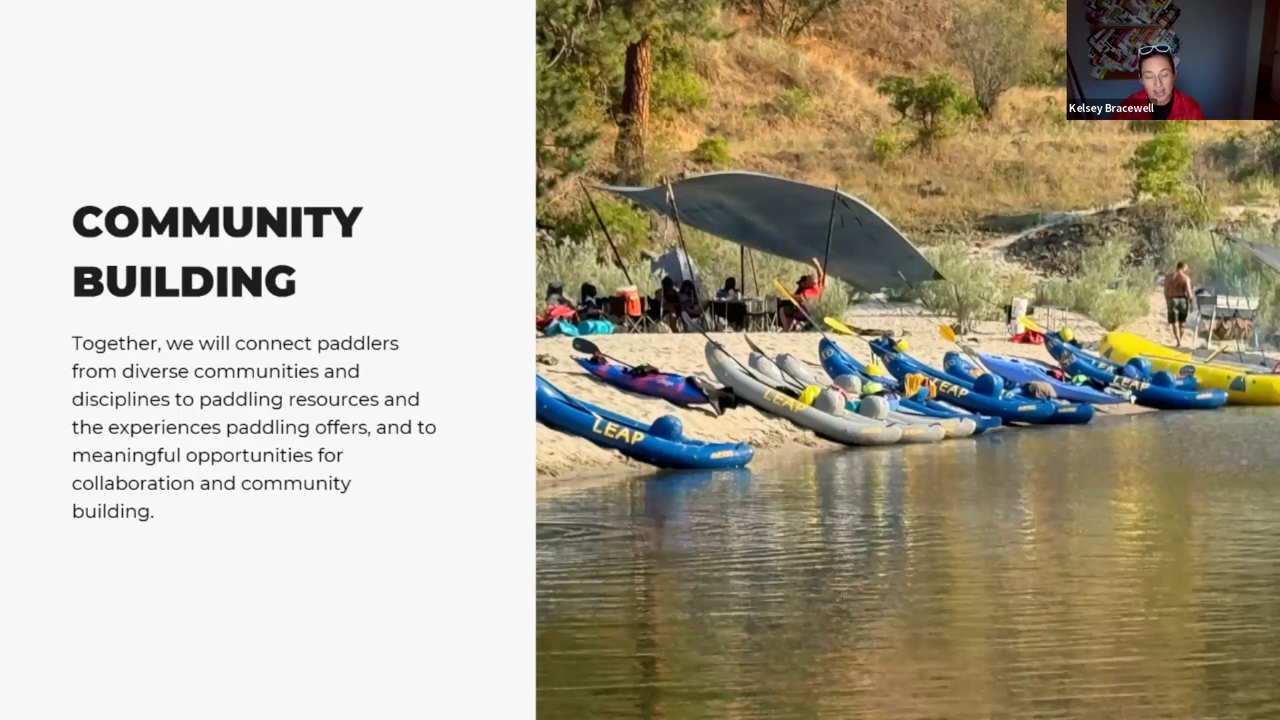 Kelsey Bracewell
COMMUNITY
BUILDING
Together, we will connect paddlers
from diverse communities and
disciplines to paddling resources and
the experiences paddling offers, and to
meaningful opportunities for
collaboration and community
building.
LEAP
LEAP
LEAP
LEAP
LEAP